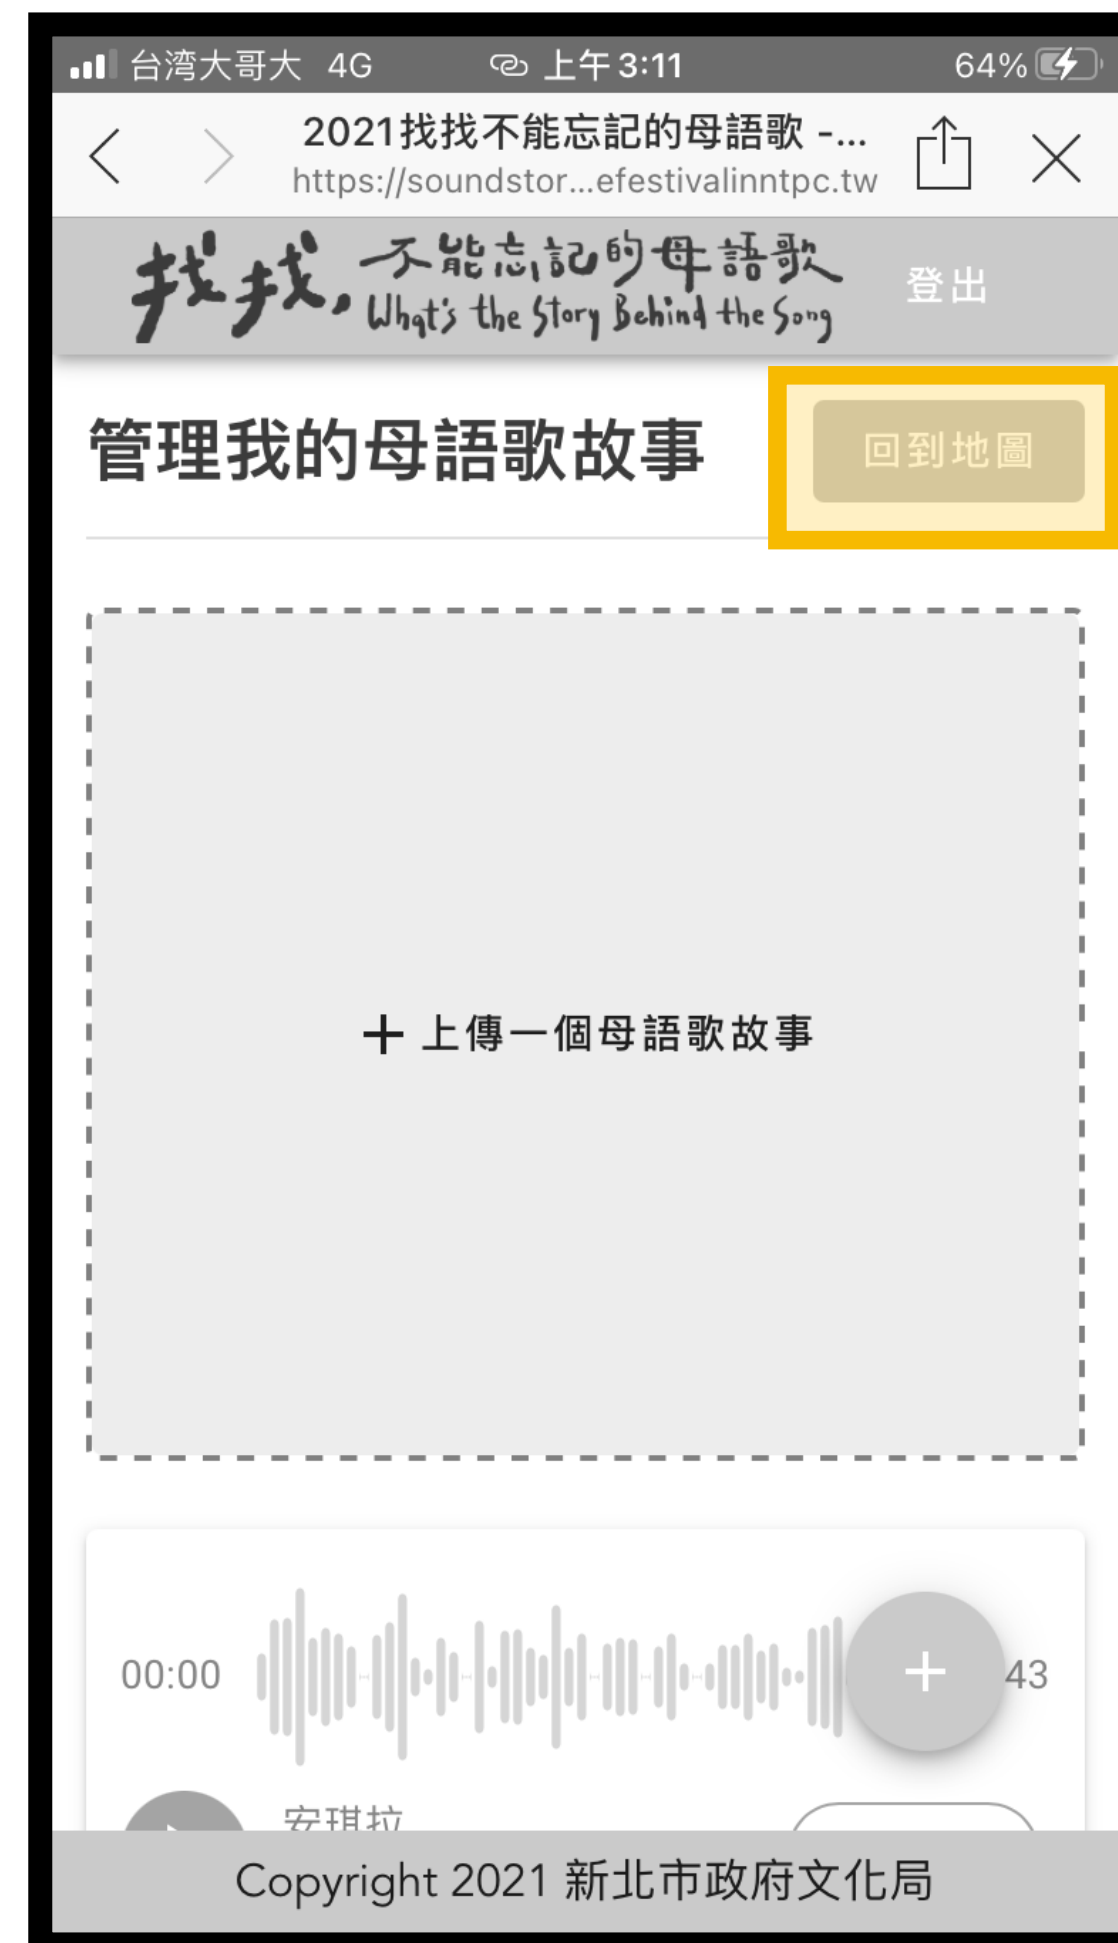 台湾大哥大 4G 上午 3:11 64%
2021找找不能忘記的母語歌 -...
https://soundstor...efestivalinntpc.tw
找找,不能忘記的母語歌
What's the Story Behind the Song
登出
管理我的母語歌故事
回到地圖
+ 上傳一個母語歌故事
00:00
+
43
安琪拉
Copyright 2021 新北市政府文化局